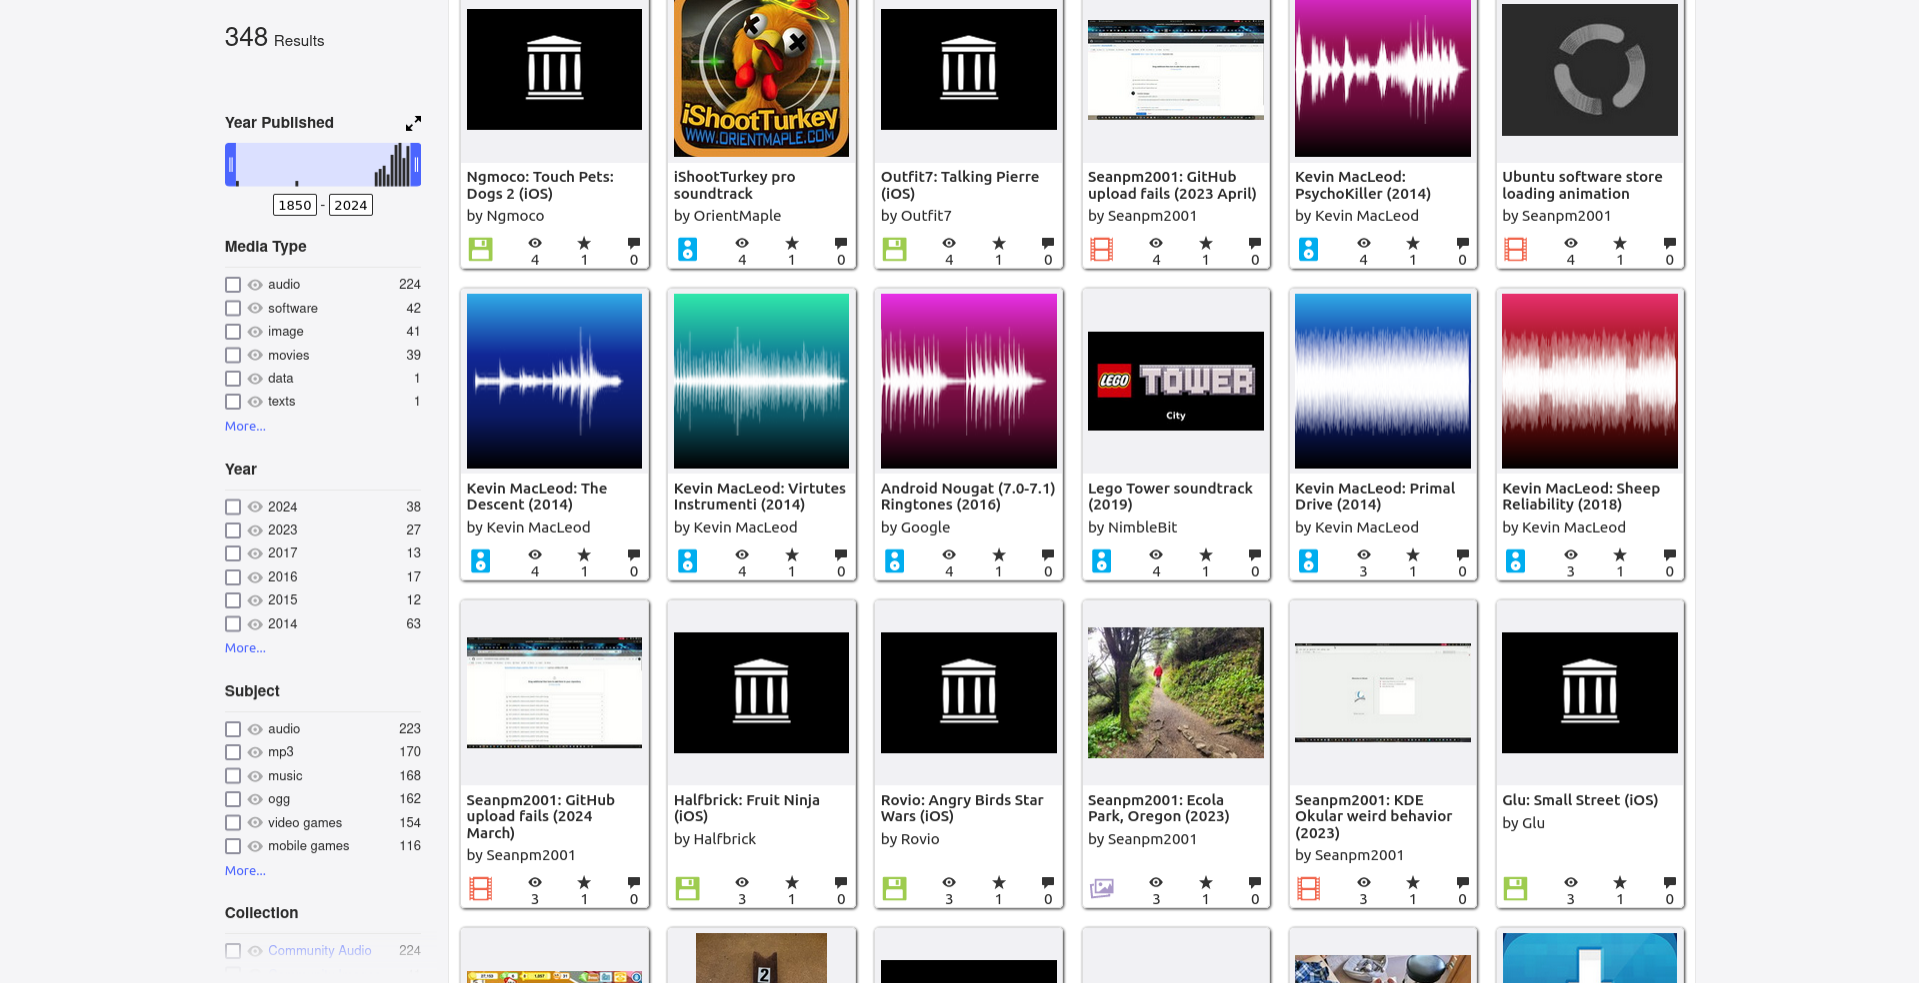 348 Results
Year Published
1850 - 2024
Media Type
audio 224
software 42
image 41
movies 39
data 1
texts 1
More...
Year
2024 38
2023 27
2017 13
2016 17
2015 12
2014 63
More...
Subject
audio 223
mp3 170
music 168
ogg 162
video games 154
mobile games 116
More...
Collection
Community Audio 224
iShootTurkey
WWW.ORIENTMAPLE.COM
Ngmoco: Touch Pets:
Dogs 2 (iOS)
by Ngmoco
4 1 0
iShootTurkey pro
soundtrack
by OrientMaple
4 1 0
Outfit7: Talking Pierre
(iOS)
by Outfit7
4 1 0
Seanpm2001: GitHub
upload fails (2023 April)
by Seanpm2001
4 1 0
Kevin MacLeod:
PsychoKiller (2014)
by Kevin MacLeod
4 1 0
Ubuntu software store
loading animation
by Seanpm2001
4 1 0
Kevin MacLeod: The
Descent (2014)
by Kevin MacLeod
4 1 0
Kevin MacLeod: Virtutes
Instrumenti (2014)
by Kevin MacLeod
4 1 0
Android Nougat (7.0-7.1)
Ringtones (2016)
by Google
4 1 0
LEGO TOWER
City
Lego Tower soundtrack
(2019)
by NimbleBit
4 1 0
Kevin MacLeod: Primal
Drive (2014)
by Kevin MacLeod
3 1 0
Kevin MacLeod: Sheep
Reliability (2018)
by Kevin MacLeod
3 1 0
Seanpm2001: GitHub
upload fails (2024
March)
by Seanpm2001
3 1 0
Halfbrick: Fruit Ninja
(iOS)
by Halfbrick
3 1 0
Rovio: Angry Birds Star
Wars (iOS)
by Rovio
3 1 0
Seanpm2001: Ecola
Park, Oregon (2023)
by Seanpm2001
3 1 0
Seanpm2001: KDE
Okular weird behavior
(2023)
by Seanpm2001
3 1 0
Glu: Small Street (iOS)
by Glu
3 1 0
2